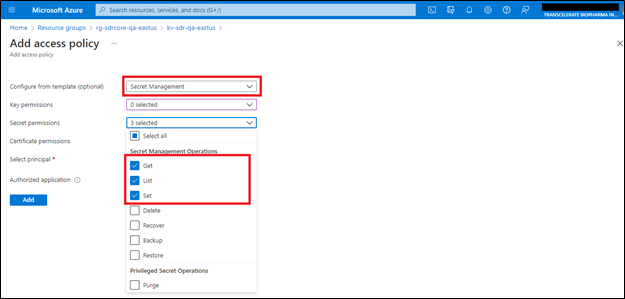 Microsoft Azure
Search resources, services, and docs (G+/)
TRANSCELERATE BIOPHARMA IN...
Home > Resource groups > rg-sdrcore-qa-eastus > kv-sdr-qa-eastus >
Add access policy ...
Add access policy
Configure from template (optional) Secret Management
Key permissions 0 selected
Secret permissions 3 selected
Select all
Certificate permissions
Secret Management Operations
Select principal *
Get
Authorized application
List
Add
Set
Delete
Recover
Backup
Restore
Privileged Secret Operations
Purge